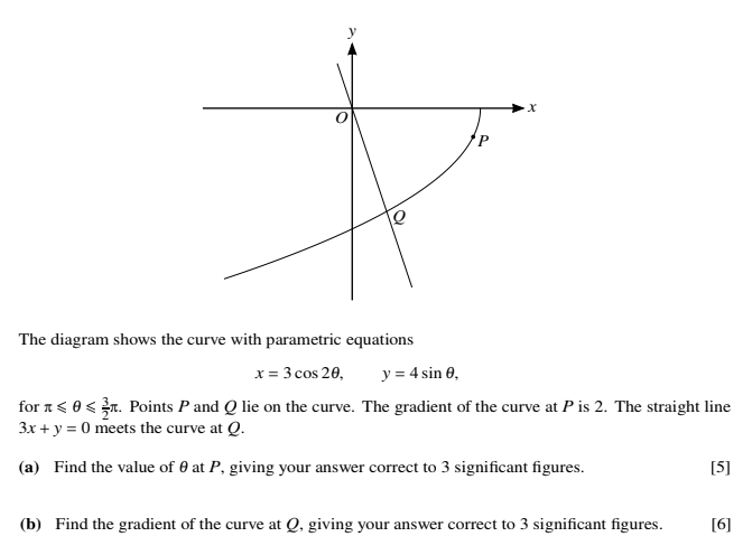 y
x
O
P
Q
The diagram shows the curve with parametric equations
x = 3 cos 2θ, y = 4 sin θ,
for π ⩽ θ ⩽ 3/2 π. Points P and Q lie on the curve. The gradient of the curve at P is 2. The straight line
3x + y = 0 meets the curve at Q.
(a) Find the value of θ at P, giving your answer correct to 3 significant figures. [5]
(b) Find the gradient of the curve at Q, giving your answer correct to 3 significant figures. [6]